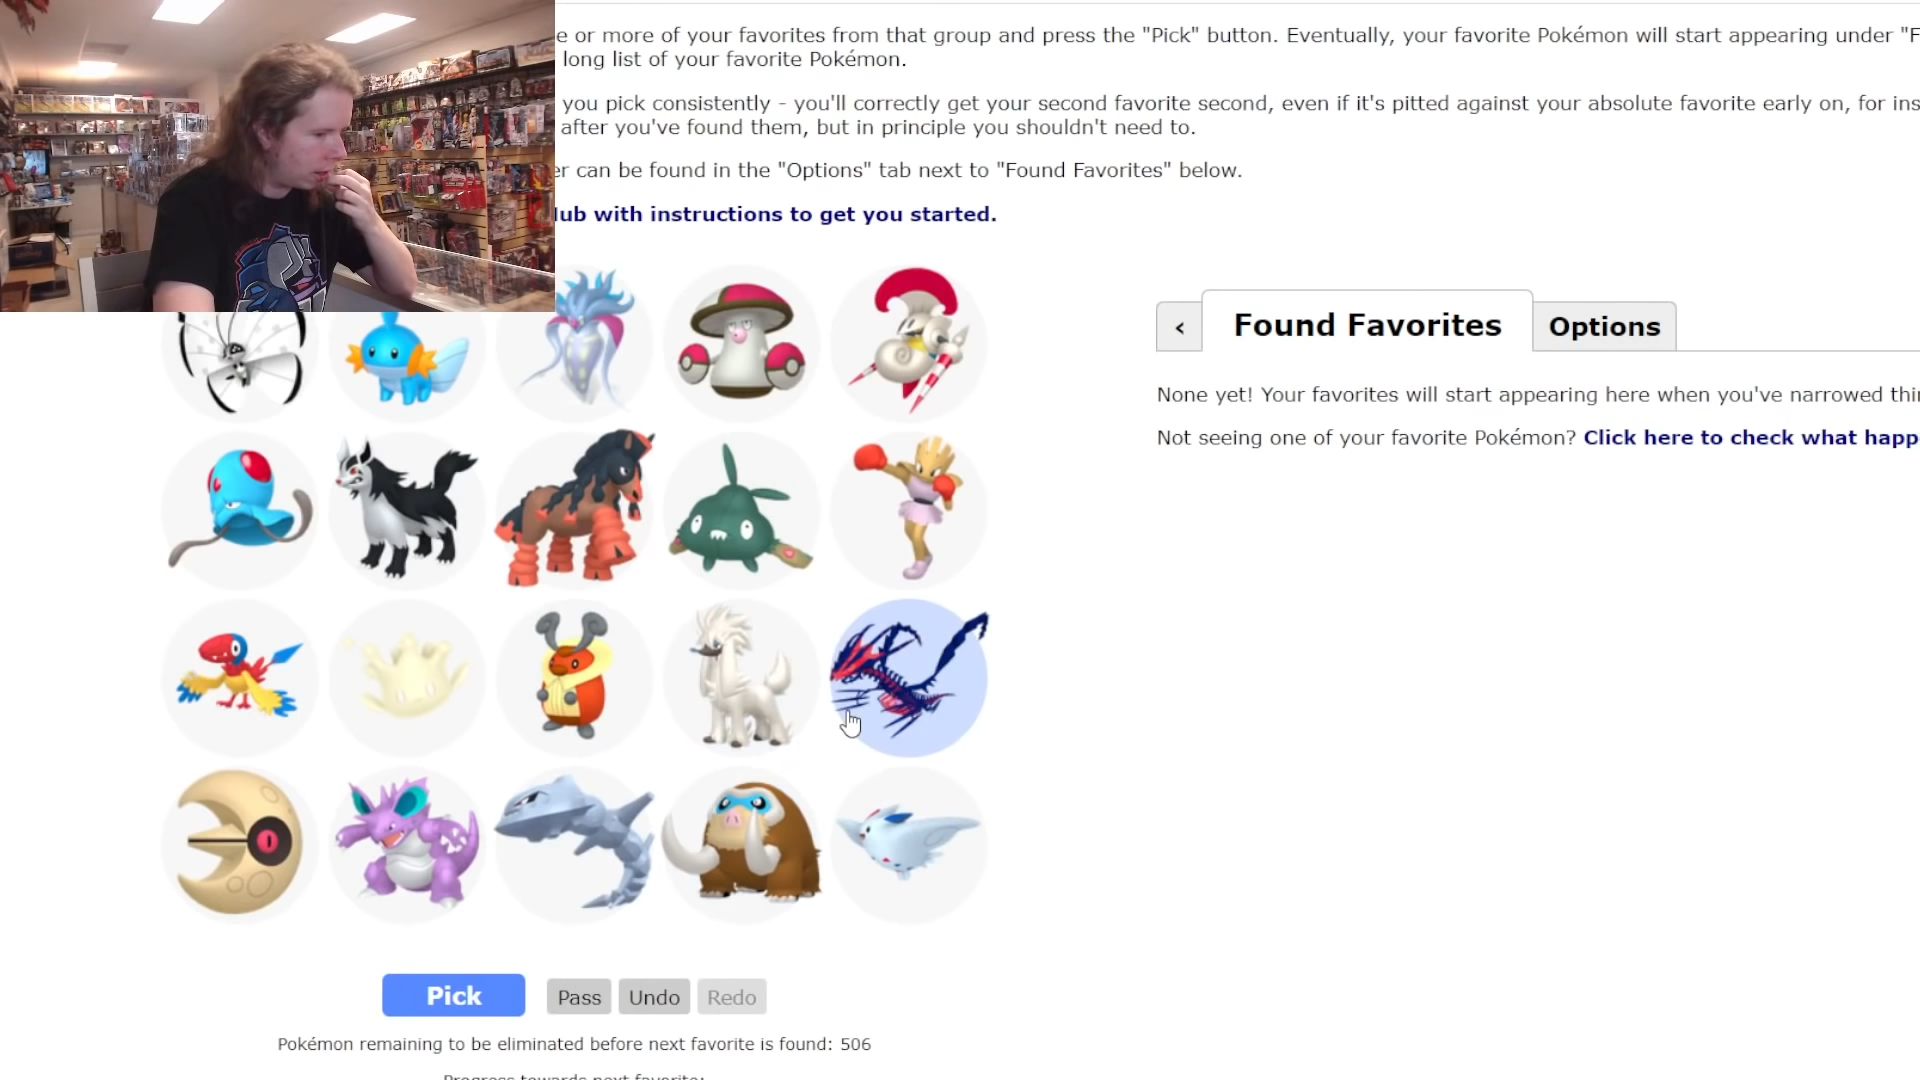 e or more of your favorites from that group and press the "Pick" button. Eventually, your favorite Pokémon will start appearing under "F
long list of your favorite Pokémon.
you pick consistently - you'll correctly get your second favorite second, even if it's pitted against your absolute favorite early on, for ins
after you've found them, but in principle you shouldn't need to.
er can be found in the "Options" tab next to "Found Favorites" below.
lub with instructions to get you started.
‹ Found Favorites Options
None yet! Your favorites will start appearing here when you've narrowed thi
Not seeing one of your favorite Pokémon? Click here to check what happ
Pick Pass Undo Redo
Pokémon remaining to be eliminated before next favorite is found: 506
Progress towards next favorite: